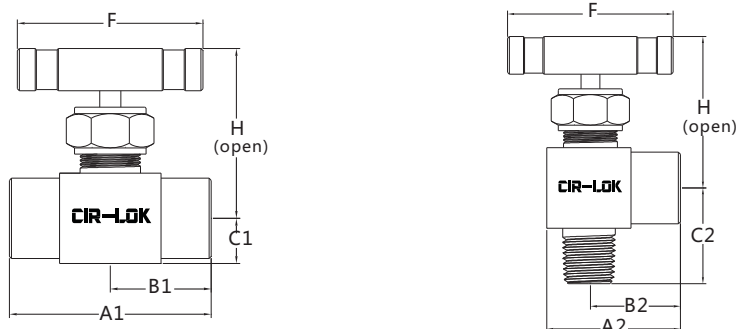 F
H
(open)
CIR-LOK
C1
B1
A1
F
H
(open)
CIR-LOK
C2
B2
A2